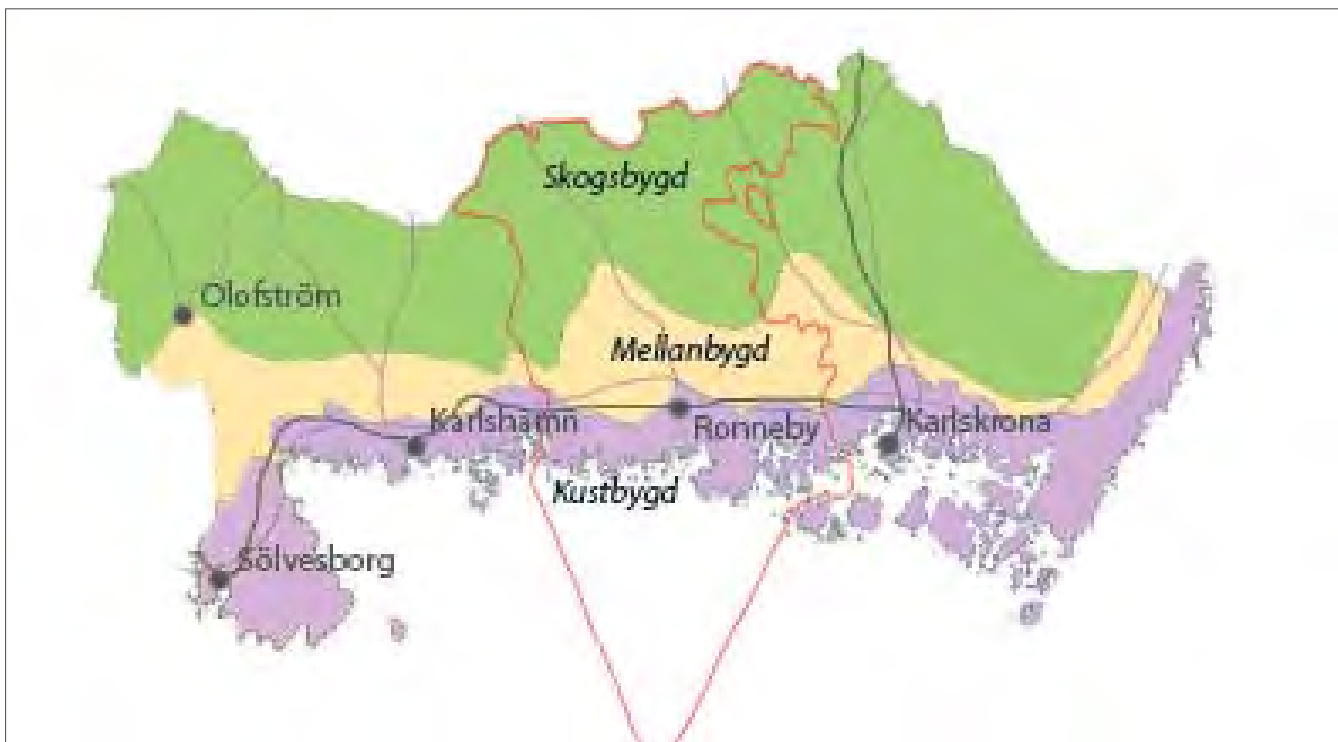 Skogsbygd
Olofström
Mellanbygd
Karlshamn
Ronneby
Karlskrona
Kustbygd
Sölvesborg